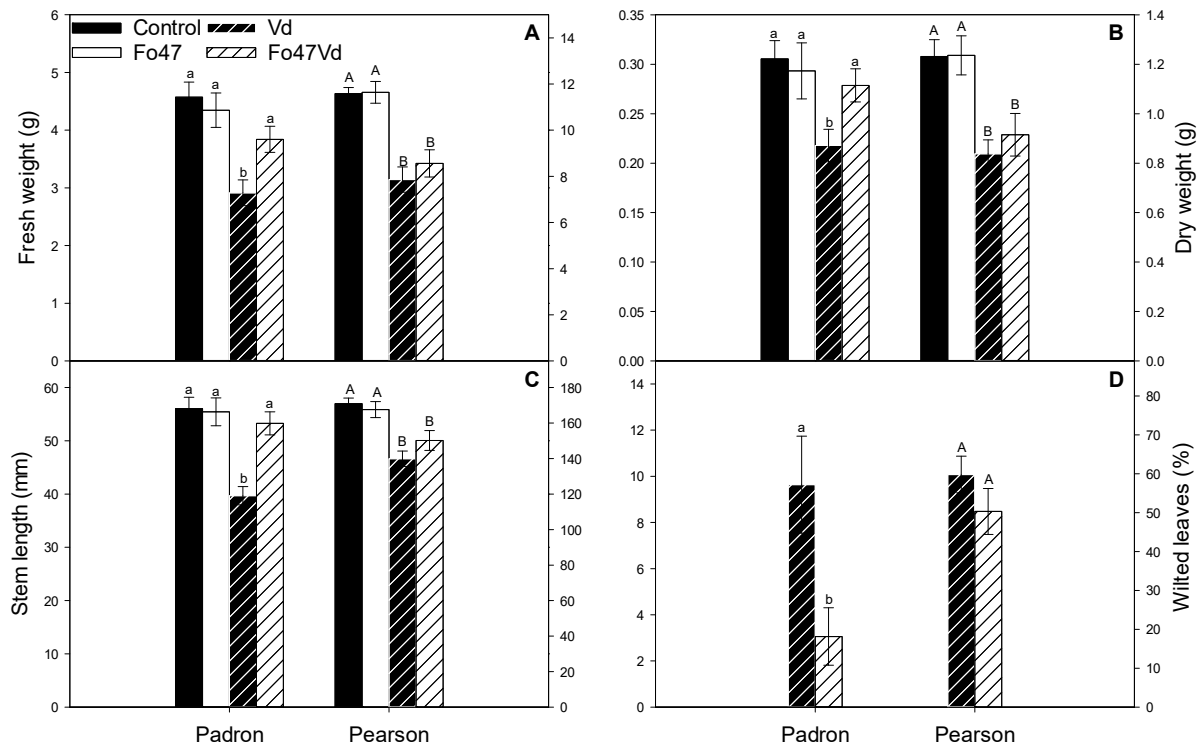 Control Vd
Fo47 Fo47Vd
A
Fresh weight (g)
6
5
4
3
2
1
0
14
12
10
8
6
4
2
0
a
a
b
a
A
A
B
B
B
0.35
0.30
0.25
0.20
0.15
0.10
0.05
0.00
Dry weight (g)
1.4
1.2
1.0
0.8
0.6
0.4
0.2
0.0
a
a
b
a
A
A
B
B
C
Stem length (mm)
60
50
40
30
20
10
0
180
160
140
120
100
80
60
40
20
0
a
a
b
a
A
A
B
B
Padron Pearson
D
14
12
10
8
6
4
2
0
Wilted leaves (%)
80
70
60
50
40
30
20
10
0
a
b
A
A
Padron Pearson